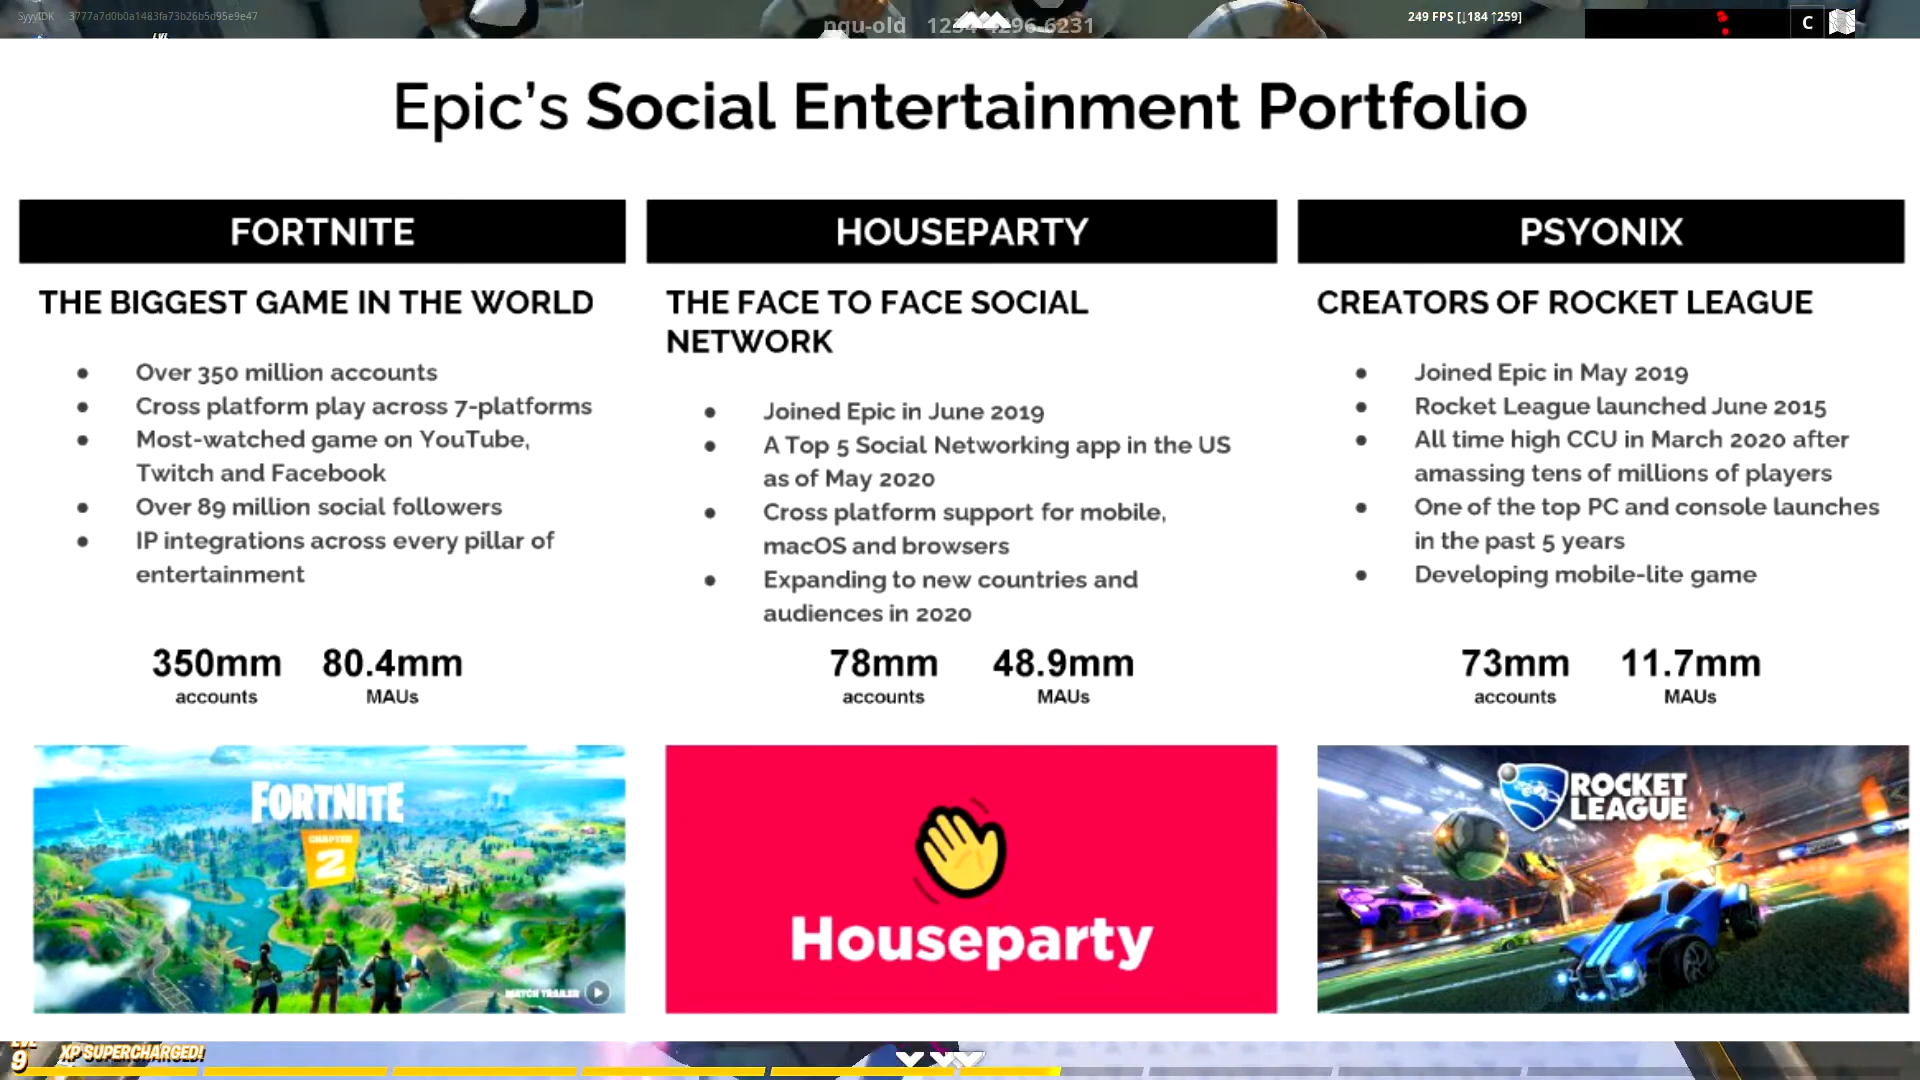 SyyyIDK 3777a7d0b0a1483fa73b26b5d95e9e47
249 FPS [↓184 ↑259]
C
Epic's Social Entertainment Portfolio
FORTNITE
THE BIGGEST GAME IN THE WORLD
● Over 350 million accounts
● Cross platform play across 7-platforms
● Most-watched game on YouTube,
Twitch and Facebook
● Over 89 million social followers
● IP integrations across every pillar of
entertainment
350mm 80.4mm
accounts MAUs
FORTNITE
CHAPTER
2
WATCH TRAILER
HOUSEPARTY
THE FACE TO FACE SOCIAL
NETWORK
● Joined Epic in June 2019
● A Top 5 Social Networking app in the US
as of May 2020
● Cross platform support for mobile,
macOS and browsers
● Expanding to new countries and
audiences in 2020
78mm 48.9mm
accounts MAUs
Houseparty
PSYONIX
CREATORS OF ROCKET LEAGUE
● Joined Epic in May 2019
● Rocket League launched June 2015
● All time high CCU in March 2020 after
amassing tens of millions of players
● One of the top PC and console launches
in the past 5 years
● Developing mobile-lite game
73mm 11.7mm
accounts MAUs
ROCKET
LEAGUE
LVL
9 XP SUPERCHARGED!